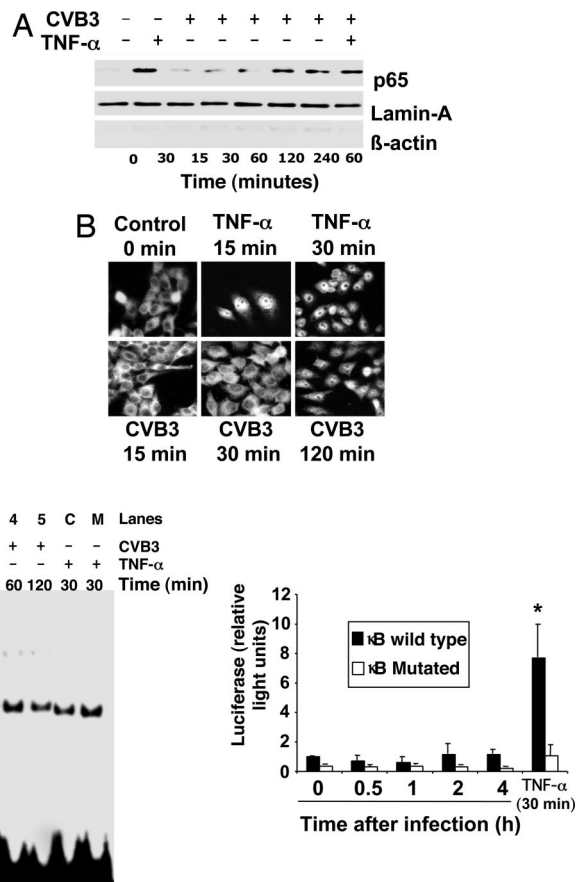 A
CVB3 - - + + + + + +
TNF-α - + - - - - - +
p65
Lamin-A
ß-actin
0 30 15 30 60 120 240 60
Time (minutes)
B
Control TNF-α TNF-α
0 min 15 min 30 min
CVB3 CVB3 CVB3
15 min 30 min 120 min
4 5 C M Lanes
+ + - - CVB3
- - + + TNF-α
60 120 30 30 Time (min)
Luciferase (relative
light units)
12
10
8
6
4
2
0
κB wild type
κB Mutated
*
0 0.5 1 2 4 TNF-α
(30 min)
Time after infection (h)